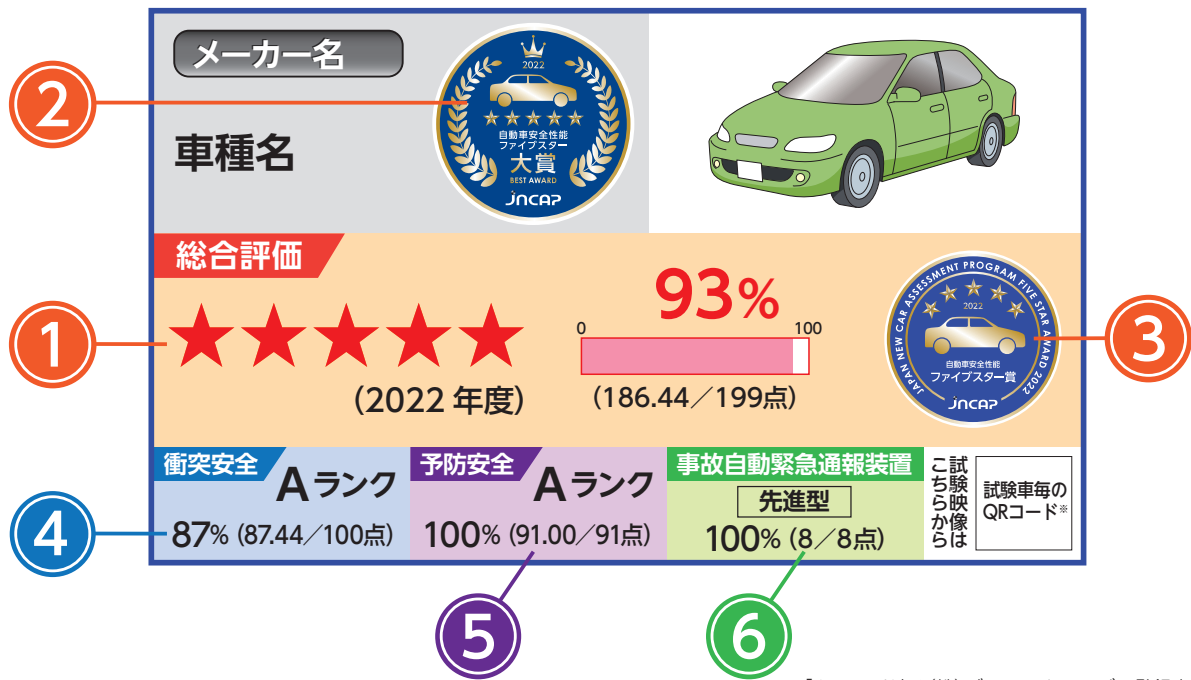 メーカー名
車種名
2022
自動車安全性能
ファイブスター
大賞
BEST AWARD
JNCAP
2
総合評価
93%
0
100
(2022 年度)
(186.44/199点)
1
JAPAN NEW CAR ASSESSMENT PROGRAM FIVE STAR AWARD 2022
2022
自動車安全性能
ファイブスター賞
JNCAP
3
衝突安全
Aランク
87% (87.44/100点)
4
予防安全
Aランク
100% (91.00/91点)
5
事故自動緊急通報装置
先進型
100% (8/8点)
6
試験映像は
こちらから
試験車毎の
QRコード※